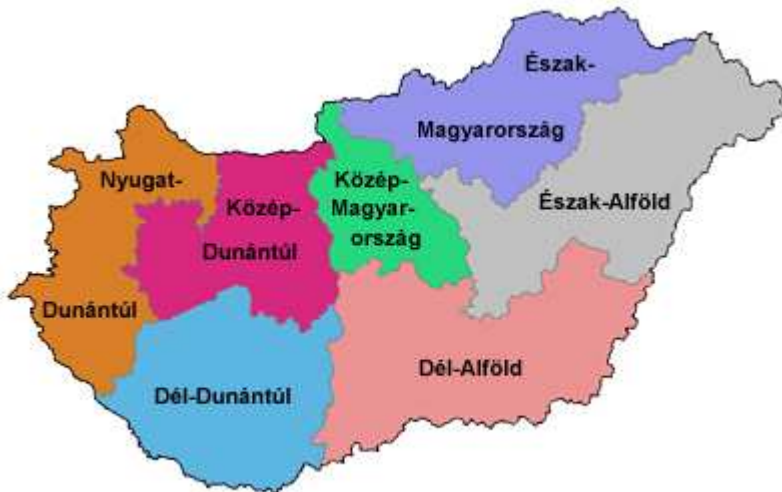 Észak-
Magyarország
Nyugat-
Dunántúl
Közép-
Dunántúl
Közép-
Magyar-
ország
Észak-Alföld
Dél-Dunántúl
Dél-Alföld